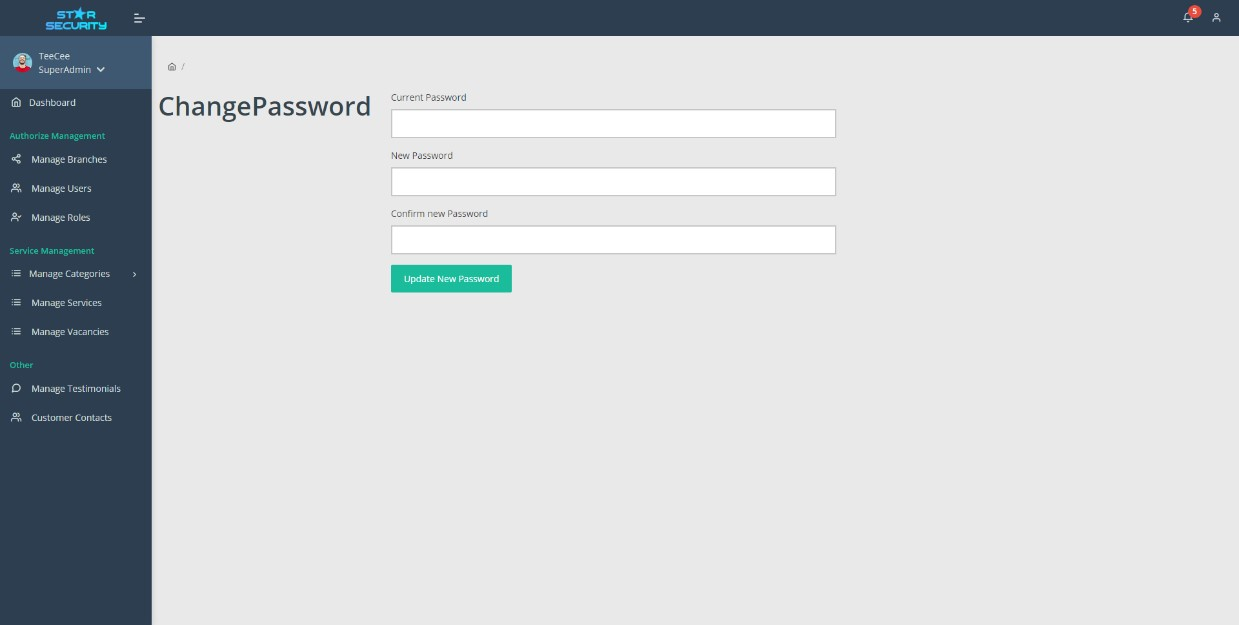 ST★R
SECURITY
5
TeeCee
SuperAdmin
Dashboard
Authorize Management
Manage Branches
Manage Users
Manage Roles
Service Management
Manage Categories
Manage Services
Manage Vacancies
Other
Manage Testimonials
Customer Contacts
/
ChangePassword
Current Password
New Password
Confirm new Password
Update New Password